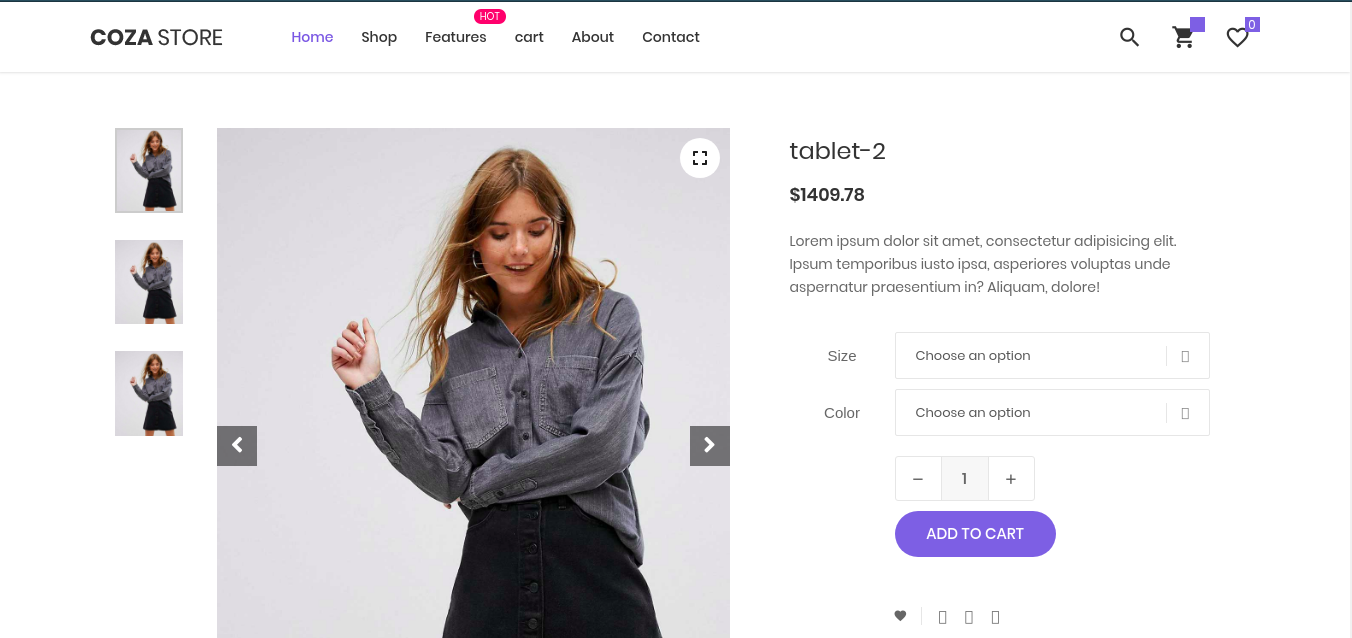 HOT
COZA STORE Home Shop Features cart About Contact 0
tablet-2
$1409.78
Lorem ipsum dolor sit amet, consectetur adipisicing elit.
Ipsum temporibus iusto ipsa, asperiores voluptas unde
aspernatur praesentium in? Aliquam, dolore!
Size Choose an option
Color Choose an option
− 1 +
ADD TO CART